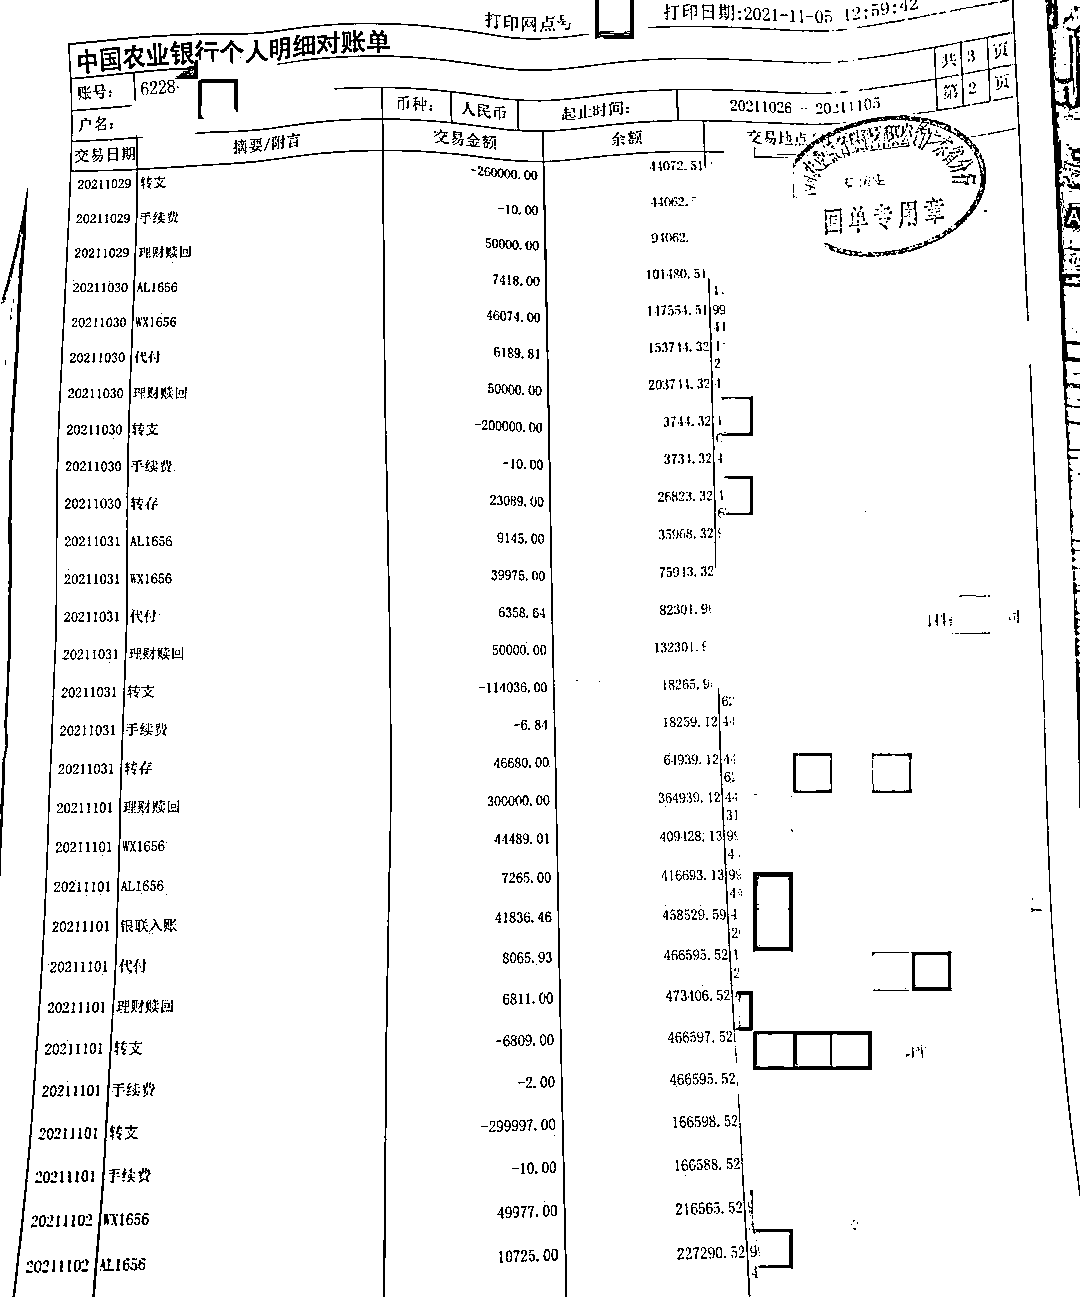 打印网点号 打印日期:2021-11-05 12:59:42
中国农业银行个人明细对账单
共 3 页
账号: 6228
第 2 页
户名: 币种: 人民币 起止时间: 20211026 - 20211105
交易日期 摘要/附言 交易金额 余额 交易地点
20211029 转支 -260000.00 44072.51
20211029 手续费 -10.00 44062.
20211029 理财赎回 50000.00 94062.
回单专用章
20211030 AL1656 7418.00 101480.51
20211030 WX1656 46074.00 147554.51 99
20211030 代付 6189.81 153744.32
20211030 理财赎回 50000.00 203744.32
20211030 转支 -200000.00 3744.32
20211030 手续费 -10.00 3734.32
20211030 转存 23089.00 26823.32
20211031 AL1656 9145.00 35968.32
20211031 WX1656 39975.00 75943.32
20211031 代付 6358.64 82301.9
20211031 理财赎回 50000.00 132301.
20211031 转支 -114036.00 18265.9
20211031 手续费 -6.84 18259.12 44
20211031 转存 46680.00 64939.12 44
20211101 理财赎回 300000.00 364939.12 44
31
20211101 WX1656 44489.01 409428.13 99
20211101 AL1656 7265.00 416693.13 99
20211101 银联入账 41836.46 458529.59
20211101 代付 8065.93 466595.52
20211101 理财赎回 6811.00 473406.52
20211101 转支 -6809.00 466597.52
20211101 手续费 -2.00 466595.52
20211101 转支 -299997.00 166598.52
20211101 手续费 -10.00 166588.52
20211102 WX1656 49977.00 216565.52
20211102 AL1656 10725.00 227290.52